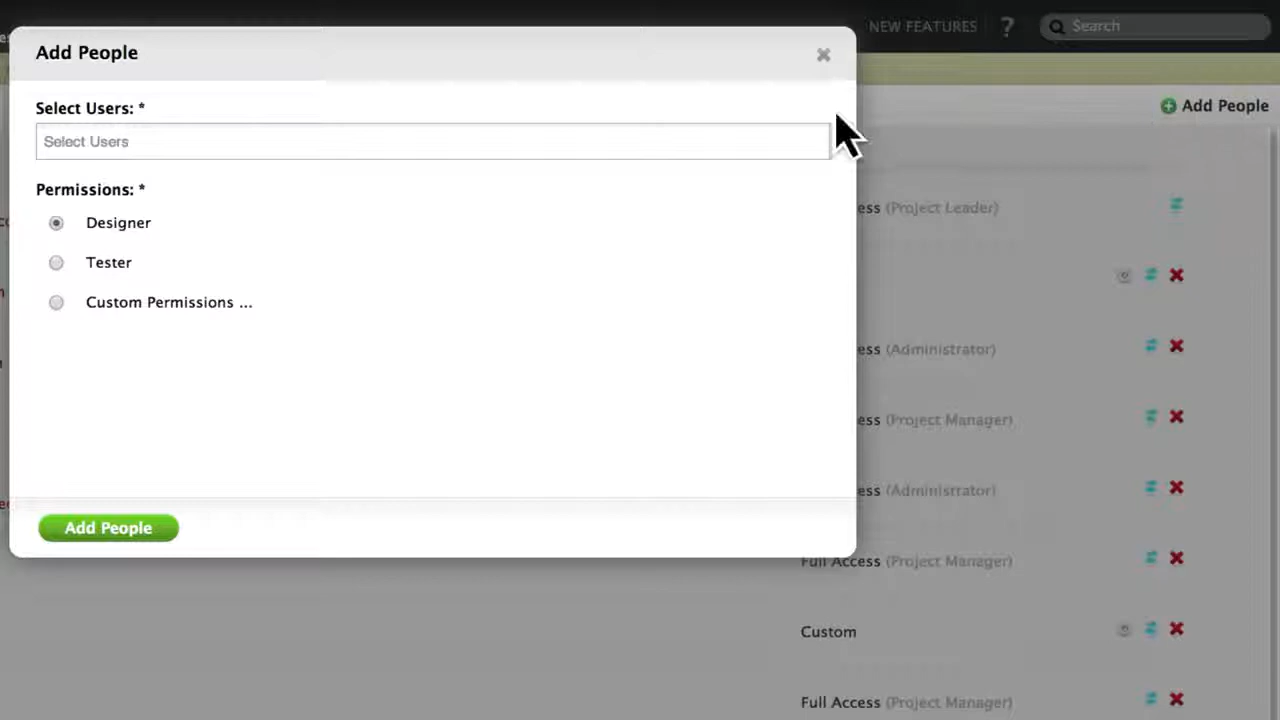 NEW FEATURES
?
Search
Add People
Add People
Select Users: *
Select Users
Permissions: *
Designer
Tester
Custom Permissions ...
Add People
ess (Project Leader)
ess (Administrator)
ess (Project Manager)
ess (Administrator)
Full Access (Project Manager)
Custom
Full Access (Project Manager)